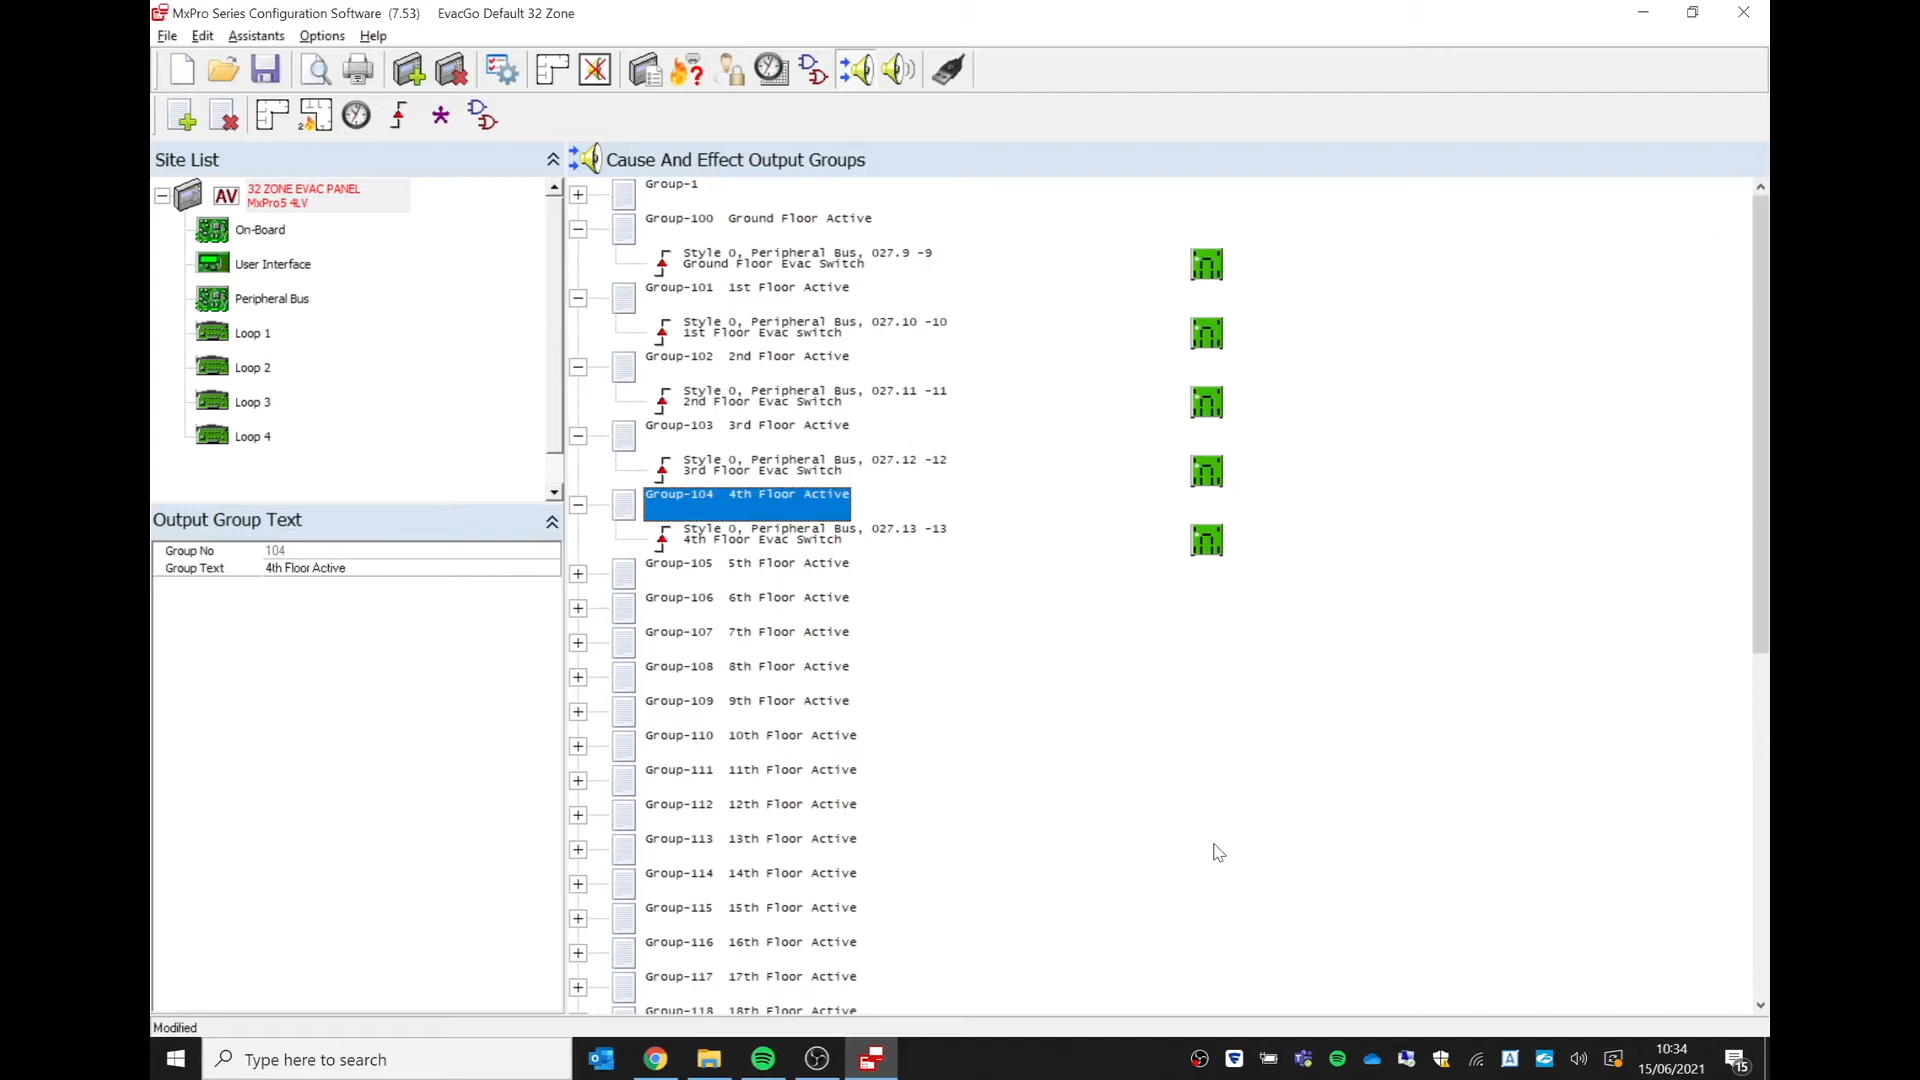 MxPro Series Configuration Software (7.53) EvacGo Default 32 Zone
File Edit Assistants Options Help
Site List
AV
32 ZONE EVAC PANEL
MxPro5 4LV
On-Board
User Interface
Peripheral Bus
Loop 1
Loop 2
Loop 3
Loop 4
Output Group Text
Group No 104
Group Text 4th Floor Active
Cause And Effect Output Groups
Group-1
Group-100 Ground Floor Active
Style 0, Peripheral Bus, 027.9 -9
Ground Floor Evac Switch
Group-101 1st Floor Active
Style 0, Peripheral Bus, 027.10 -10
1st Floor Evac switch
Group-102 2nd Floor Active
Style 0, Peripheral Bus, 027.11 -11
2nd Floor Evac Switch
Group-103 3rd Floor Active
Style 0, Peripheral Bus, 027.12 -12
3rd Floor Evac Switch
Group-104 4th Floor Active
Style 0, Peripheral Bus, 027.13 -13
4th Floor Evac Switch
Group-105 5th Floor Active
Group-106 6th Floor Active
Group-107 7th Floor Active
Group-108 8th Floor Active
Group-109 9th Floor Active
Group-110 10th Floor Active
Group-111 11th Floor Active
Group-112 12th Floor Active
Group-113 13th Floor Active
Group-114 14th Floor Active
Group-115 15th Floor Active
Group-116 16th Floor Active
Group-117 17th Floor Active
Group-118 18th Floor Active
Modified
Type here to search
10:34
15/06/2021
15